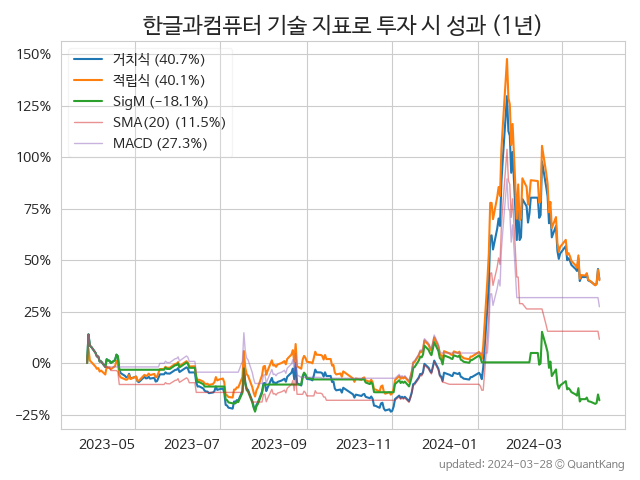 한글과컴퓨터 기술 지표로 투자 시 성과 (1년)
150%
125%
100%
75%
50%
25%
0%
−25%
거치식 (40.7%)
적립식 (40.1%)
SigM (−18.1%)
SMA(20) (11.5%)
MACD (27.3%)
2023-05
2023-07
2023-09
2023-11
2024-01
2024-03
updated: 2024-03-28 © QuantKang